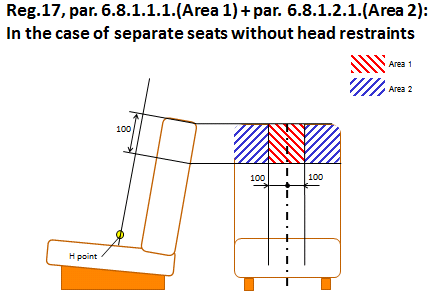 Reg.17, par. 6.8.1.1.1.(Area 1) + par. 6.8.1.2.1.(Area 2):
In the case of separate seats without head restraints
Area 1
Area 2
100
100
100
H point